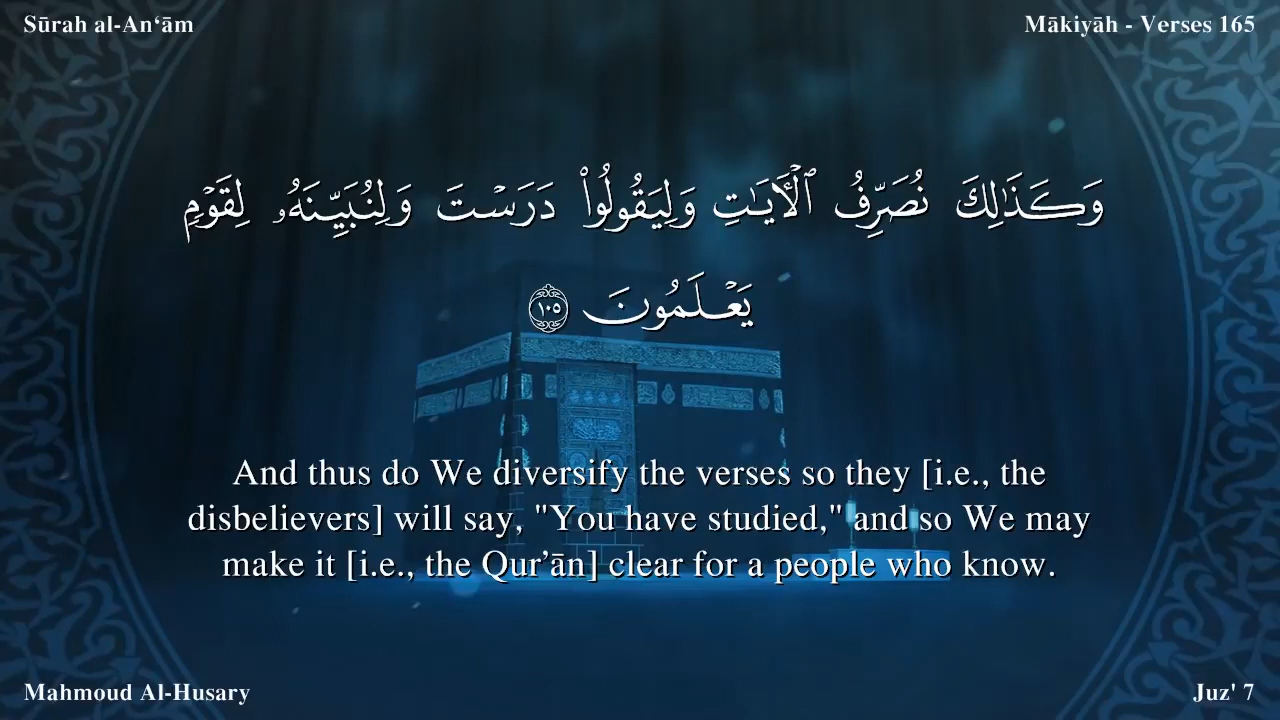 Sūrah al-An‘ām
Mākiyāh - Verses 165
وَكَذَٰلِكَ نُصَرِّفُ ٱلْـَٔايَـٰتِ وَلِيَقُولُوا۟ دَرَسْتَ وَلِنُبَيِّنَهُۥ لِقَوْمٍ
يَعْلَمُونَ ١٠٥
And thus do We diversify the verses so they [i.e., the
disbelievers] will say, "You have studied," and so We may
make it [i.e., the Qur’ān] clear for a people who know.
Mahmoud Al-Husary
Juz' 7